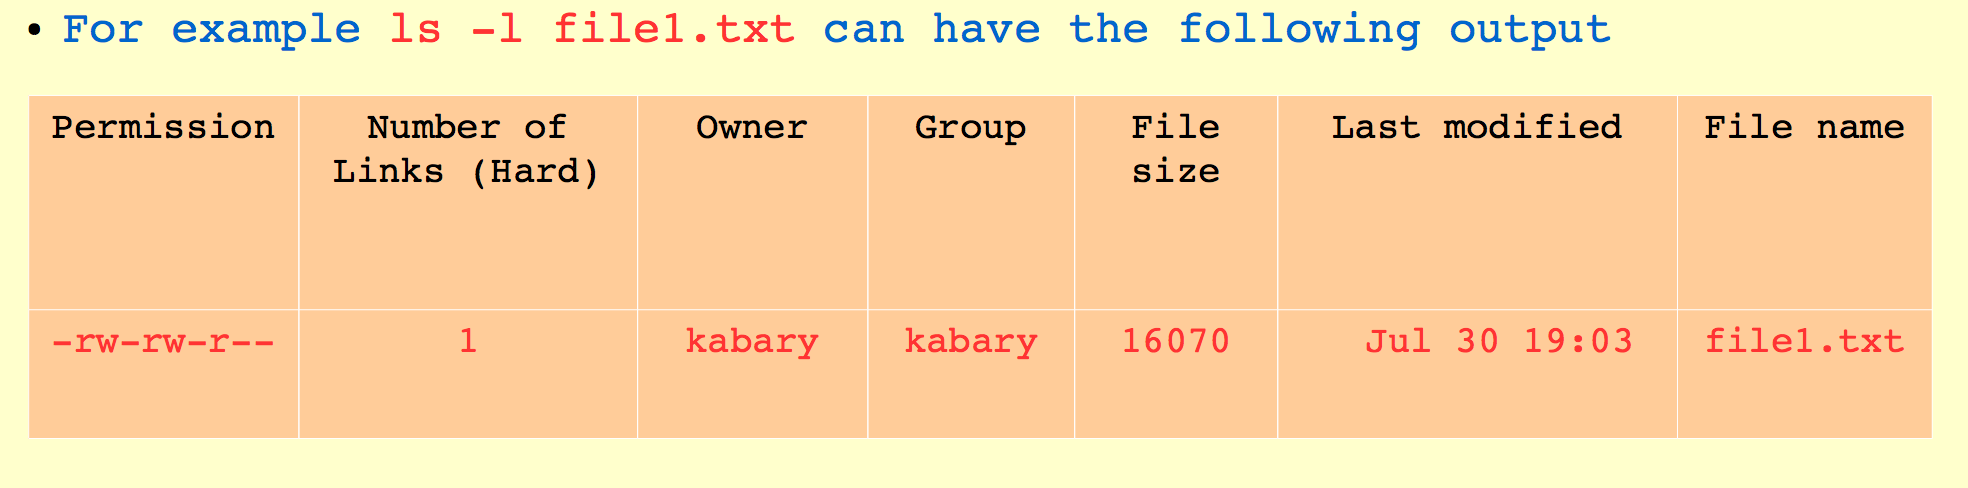 • For example ls -l file1.txt can have the following output
Permission Number of Owner Group File Last modified File name
Links (Hard) size
-rw-rw-r-- 1 kabary kabary 16070 Jul 30 19:03 file1.txt